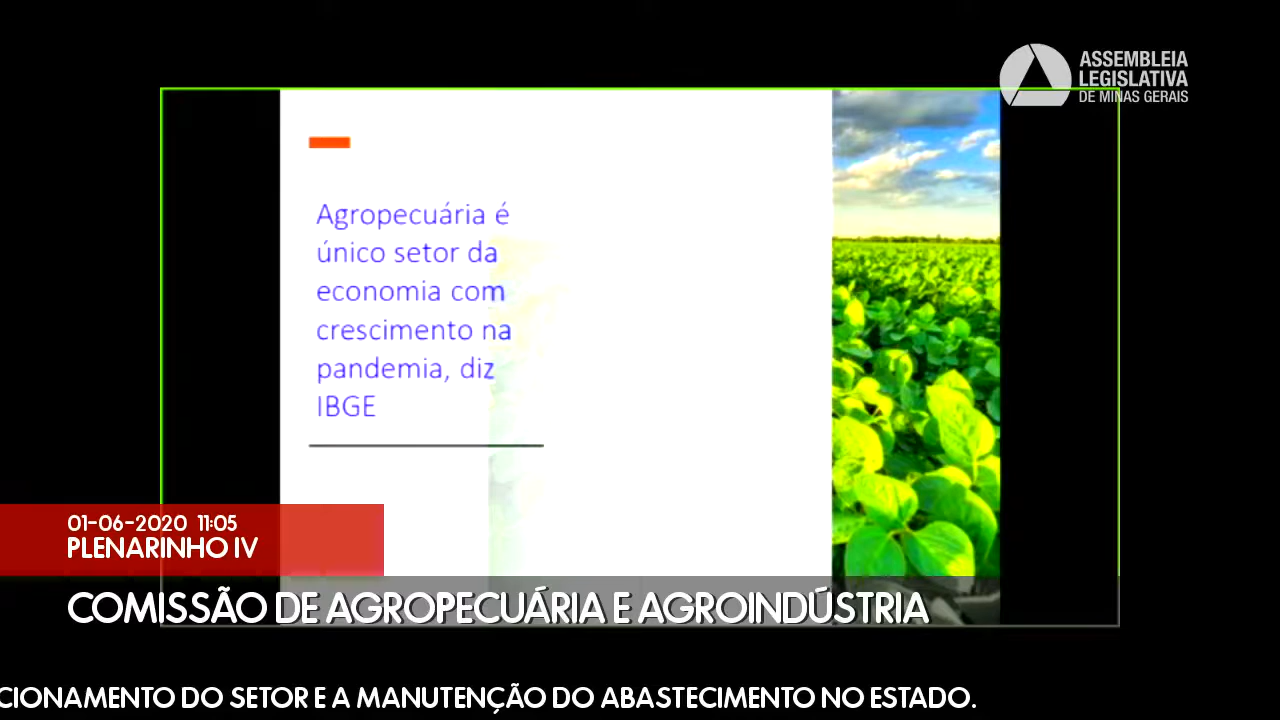 ASSEMBLEIA
LEGISLATIVA
DE MINAS GERAIS
Agropecuária é
único setor da
economia com
crescimento na
pandemia, diz
IBGE
01-06-2020 11:05
PLENARINHO IV
COMISSÃO DE AGROPECUÁRIA E AGROINDÚSTRIA
CIONAMENTO DO SETOR E A MANUTENÇÃO DO ABASTECIMENTO NO ESTADO.